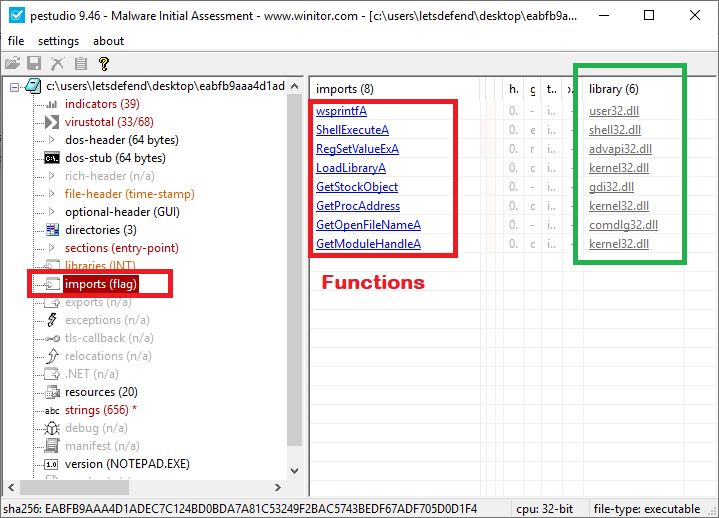 pestudio 9.46 - Malware Initial Assessment - www.winitor.com - [c:\users\letsdefend\desktop\eabfb9a...
file settings about
c:\users\letsdefend\desktop\eabfb9aaa4d1ad
indicators (39)
virustotal (33/68)
dos-header (64 bytes)
dos-stub (64 bytes)
rich-header (n/a)
file-header (time-stamp)
optional-header (GUI)
directories (3)
sections (entry-point)
libraries (INT)
imports (flag)
exports (n/a)
exceptions (n/a)
tls-callback (n/a)
relocations (n/a)
.NET (n/a)
resources (20)
abc strings (656) *
debug (n/a)
manifest (n/a)
1.0 version (NOTEPAD.EXE)
imports (8) h. g t.. .. library (6)
wsprintfA 0. - i.. - user32.dll
ShellExecuteA 0. e i.. - shell32.dll
RegSetValueExA 0. r i.. - advapi32.dll
LoadLibraryA 0. d i.. - kernel32.dll
GetStockObject 0. - i.. - gdi32.dll
GetProcAddress 0. d i.. - kernel32.dll
GetOpenFileNameA 0. - i.. - comdlg32.dll
GetModuleHandleA 0. d i.. - kernel32.dll
Functions
sha256: EABFB9AAA4D1ADEC7C124BD0BDA7A81C53249F2BAC5743BEDF67ADF705D0D1F4 cpu: 32-bit file-type: executable